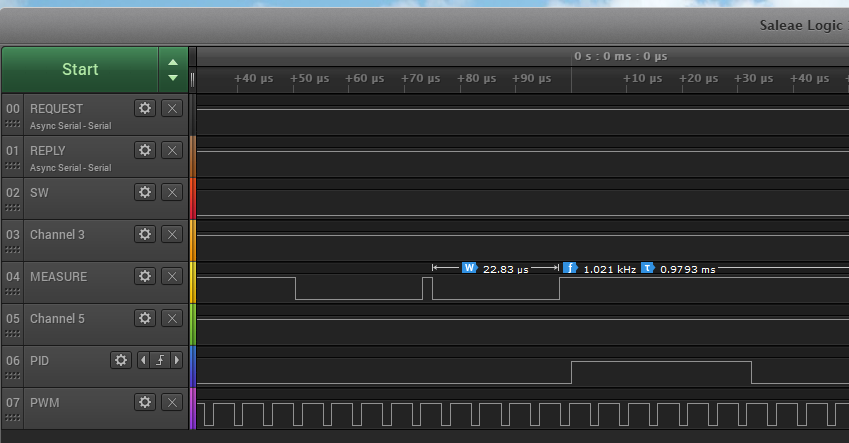 Saleae Logic
Start
0 s : 0 ms : 0 µs
+40 µs +50 µs +60 µs +70 µs +80 µs +90 µs +10 µs +20 µs +30 µs +40 µs
00 REQUEST
Async Serial - Serial
01 REPLY
Async Serial - Serial
02 SW
03 Channel 3
W 22.83 µs f 1.021 kHz T 0.9793 ms
04 MEASURE
05 Channel 5
06 PID
07 PWM